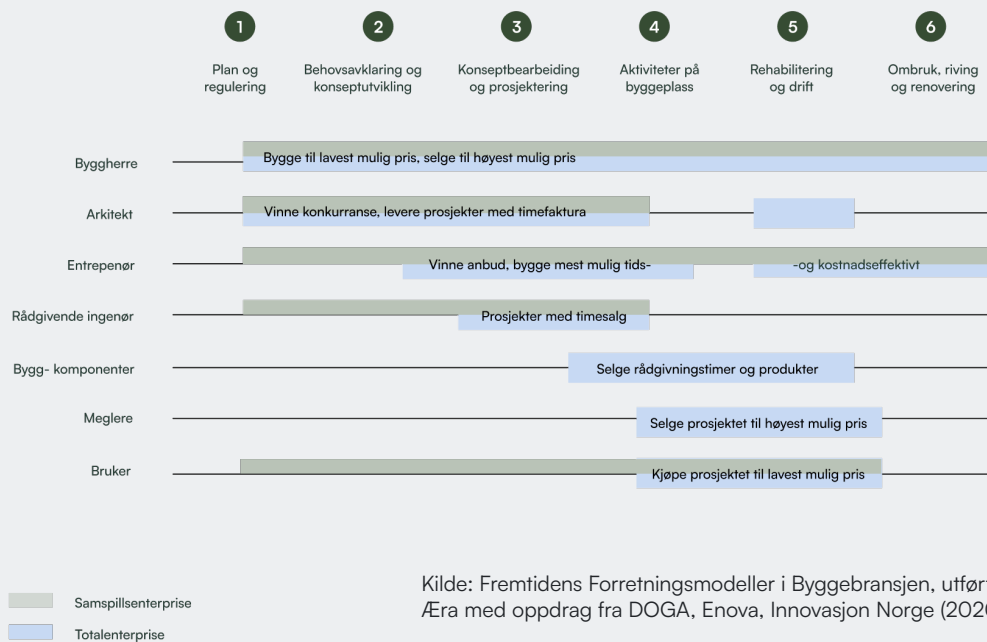 1 2 3 4 5 6
Plan og
regulering
Behovsavklaring og
konseptutvikling
Konseptbearbeiding
og prosjektering
Aktiviteter på
byggeplass
Rehabilitering
og drift
Ombruk, riving
og renovering
Byggherre
Bygge til lavest mulig pris, selge til høyest mulig pris
Arkitekt
Vinne konkurranse, levere prosjekter med timefaktura
Entrepenør
Vinne anbud, bygge mest mulig tids-
-og kostnadseffektivt
Rådgivende ingenør
Prosjekter med timesalg
Bygg- komponenter
Selge rådgivningstimer og produkter
Meglere
Selge prosjektet til høyest mulig pris
Bruker
Kjøpe prosjektet til lavest mulig pris
Kilde: Fremtidens Forretningsmodeller i Byggebransjen, utfør
Æra med oppdrag fra DOGA, Enova, Innovasjon Norge (202
Samspillsenterprise
Totalenterprise